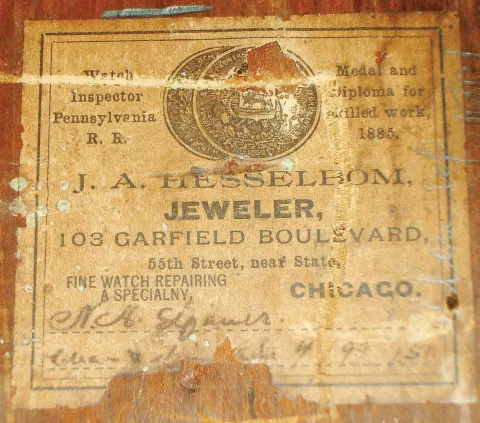 Watch
Inspector
Pennsylvania
R. R.
Medal and
Diploma for
skilled work,
1885.
J. A. HESSELBOM,
JEWELER,
103 GARFIELD BOULEVARD,
55th Street, near State,
FINE WATCH REPAIRING
A SPECIALNY,
CHICAGO.